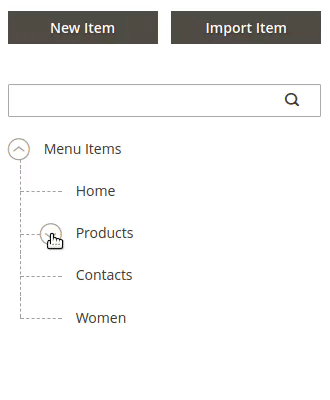 New Item
Import Item
Menu Items
Home
Products
Contacts
Women